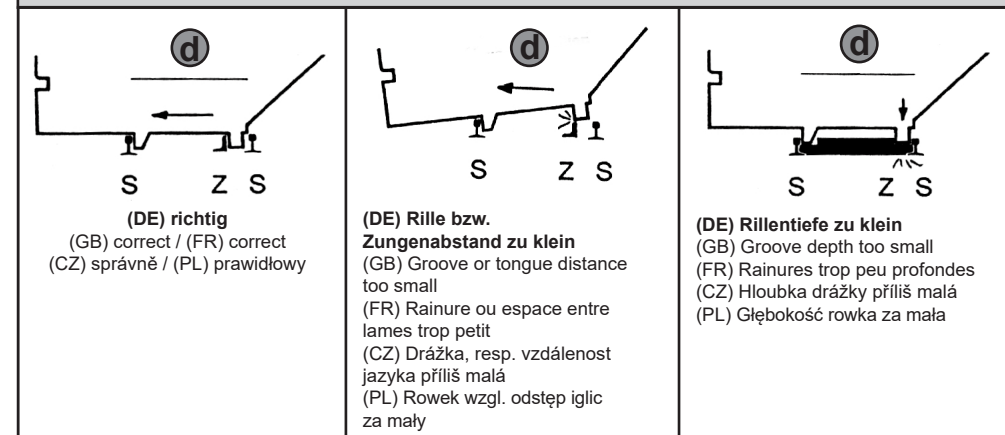 d
S Z S
(DE) richtig
(GB) correct / (FR) correct
(CZ) správně / (PL) prawidłowy
d
S Z S
(DE) Rille bzw.
Zungenabstand zu klein
(GB) Groove or tongue distance
too small
(FR) Rainure ou espace entre
lames trop petit
(CZ) Drážka, resp. vzdálenost
jazyka příliš malá
(PL) Rowek wzgl. odstęp iglic
za mały
d
S Z S
(DE) Rillentiefe zu klein
(GB) Groove depth too small
(FR) Rainures trop peu profondes
(CZ) Hloubka drážky příliš malá
(PL) Głębokość rowka za mała